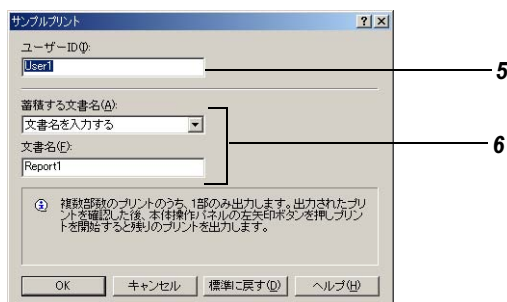 サンプルプリント
ユーザーID(I):
User1
5
蓄積する文書名(A):
文書名を入力する
6
文書名(F):
Report1
複数部数のプリントのうち、1部のみ出力します。出力されたプリ
ントを確認した後、本体操作パネルの左矢印ボタンを押しプリン
トを開始すると残りのプリントを出力します。
OK キャンセル 標準に戻す(D) ヘルプ(H)